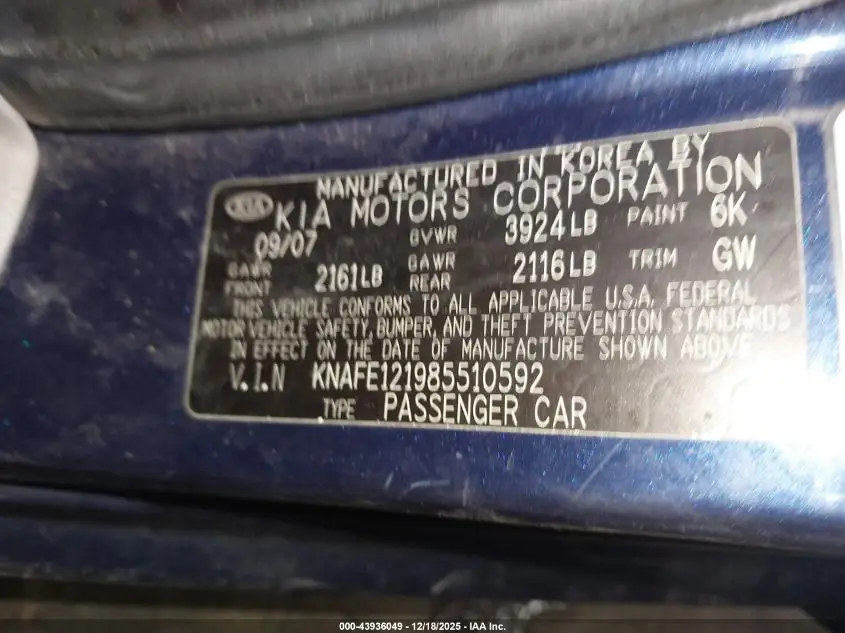 MANUFACTURED IN KOREA BY
KIA KIA MOTORS CORPORATION
09/07 GVWR 3924LB PAINT 6K
GAWR FRONT 2161LB GAWR REAR 2116LB TRIM GW
THIS VEHICLE CONFORMS TO ALL APPLICABLE U.S.A. FEDERAL
MOTOR VEHICLE SAFETY, BUMPER, AND THEFT PREVENTION STANDARDS
IN EFFECT ON THE DATE OF MANUFACTURE SHOWN ABOVE
V.I.N KNAFE121985510592
TYPE PASSENGER CAR
000-43936049 — 12/18/2025 — IAA Inc.